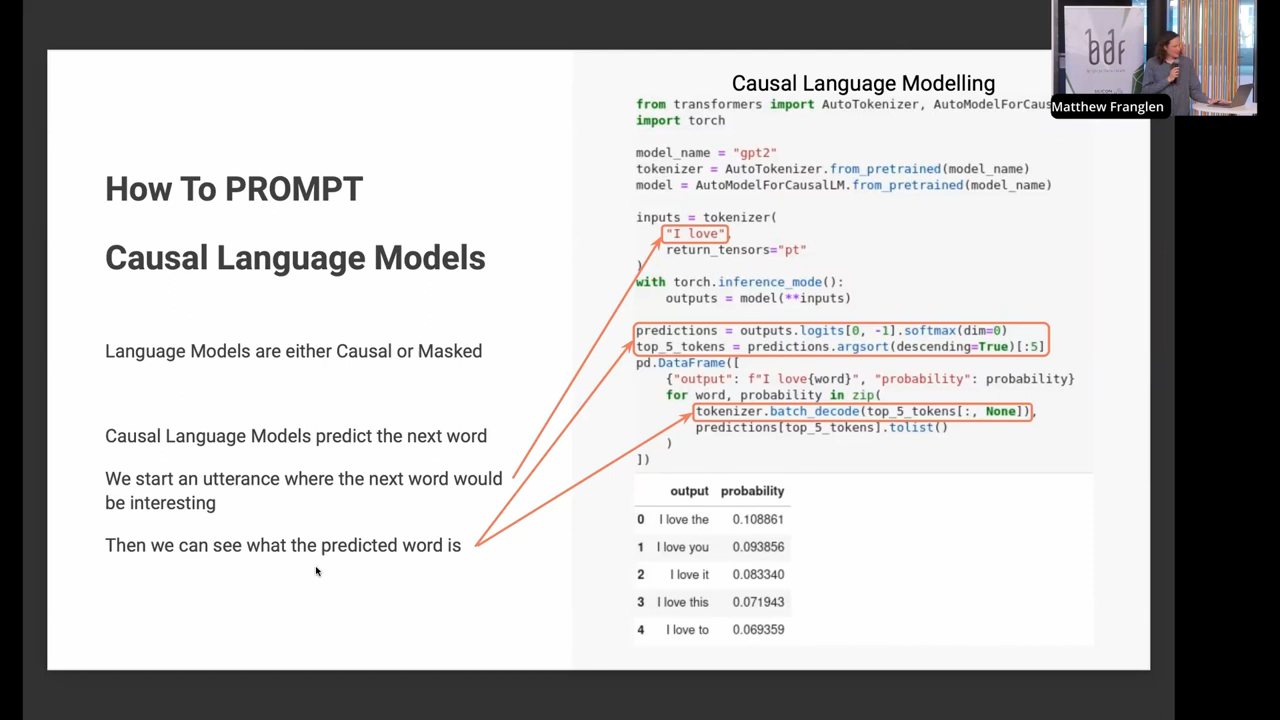 How To PROMPT
Causal Language Models
Language Models are either Causal or Masked
Causal Language Models predict the next word
We start an utterance where the next word would
be interesting
Then we can see what the predicted word is
Causal Language Modelling
from transformers import AutoTokenizer, AutoModelForCaus
import torch
model_name = "gpt2"
tokenizer = AutoTokenizer.from_pretrained(model_name)
model = AutoModelForCausalLM.from_pretrained(model_name)
inputs = tokenizer(
"I love",
return_tensors="pt"
)
with torch.inference_mode():
outputs = model(**inputs)
predictions = outputs.logits[0, -1].softmax(dim=0)
top_5_tokens = predictions.argsort(descending=True)[:5]
pd.DataFrame([
{"output": f"I love{word}", "probability": probability}
for word, probability in zip(
tokenizer.batch_decode(top_5_tokens[:, None]),
predictions[top_5_tokens].tolist()
)
])
output probability
0 I love the 0.108861
1 I love you 0.093856
2 I love it 0.083340
3 I love this 0.071943
4 I love to 0.069359
bdf
Matthew Franglen